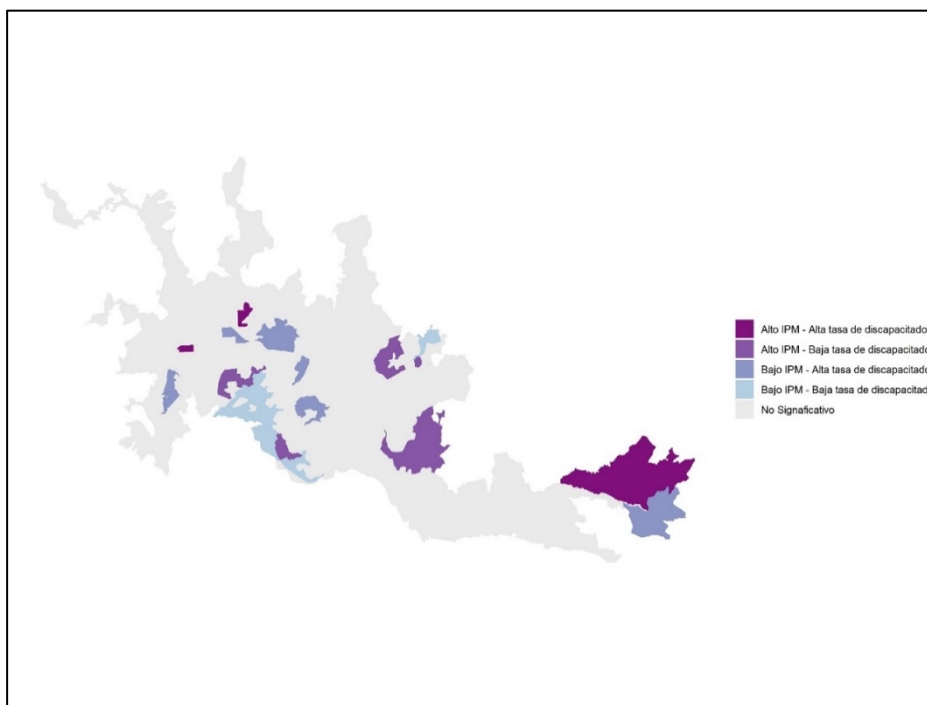 Alto IPM - Alta tasa de discapacitado
Alto IPM - Baja tasa de discapacitado
Bajo IPM - Alta tasa de discapacitado
Bajo IPM - Baja tasa de discapacitad
No Signaficativo